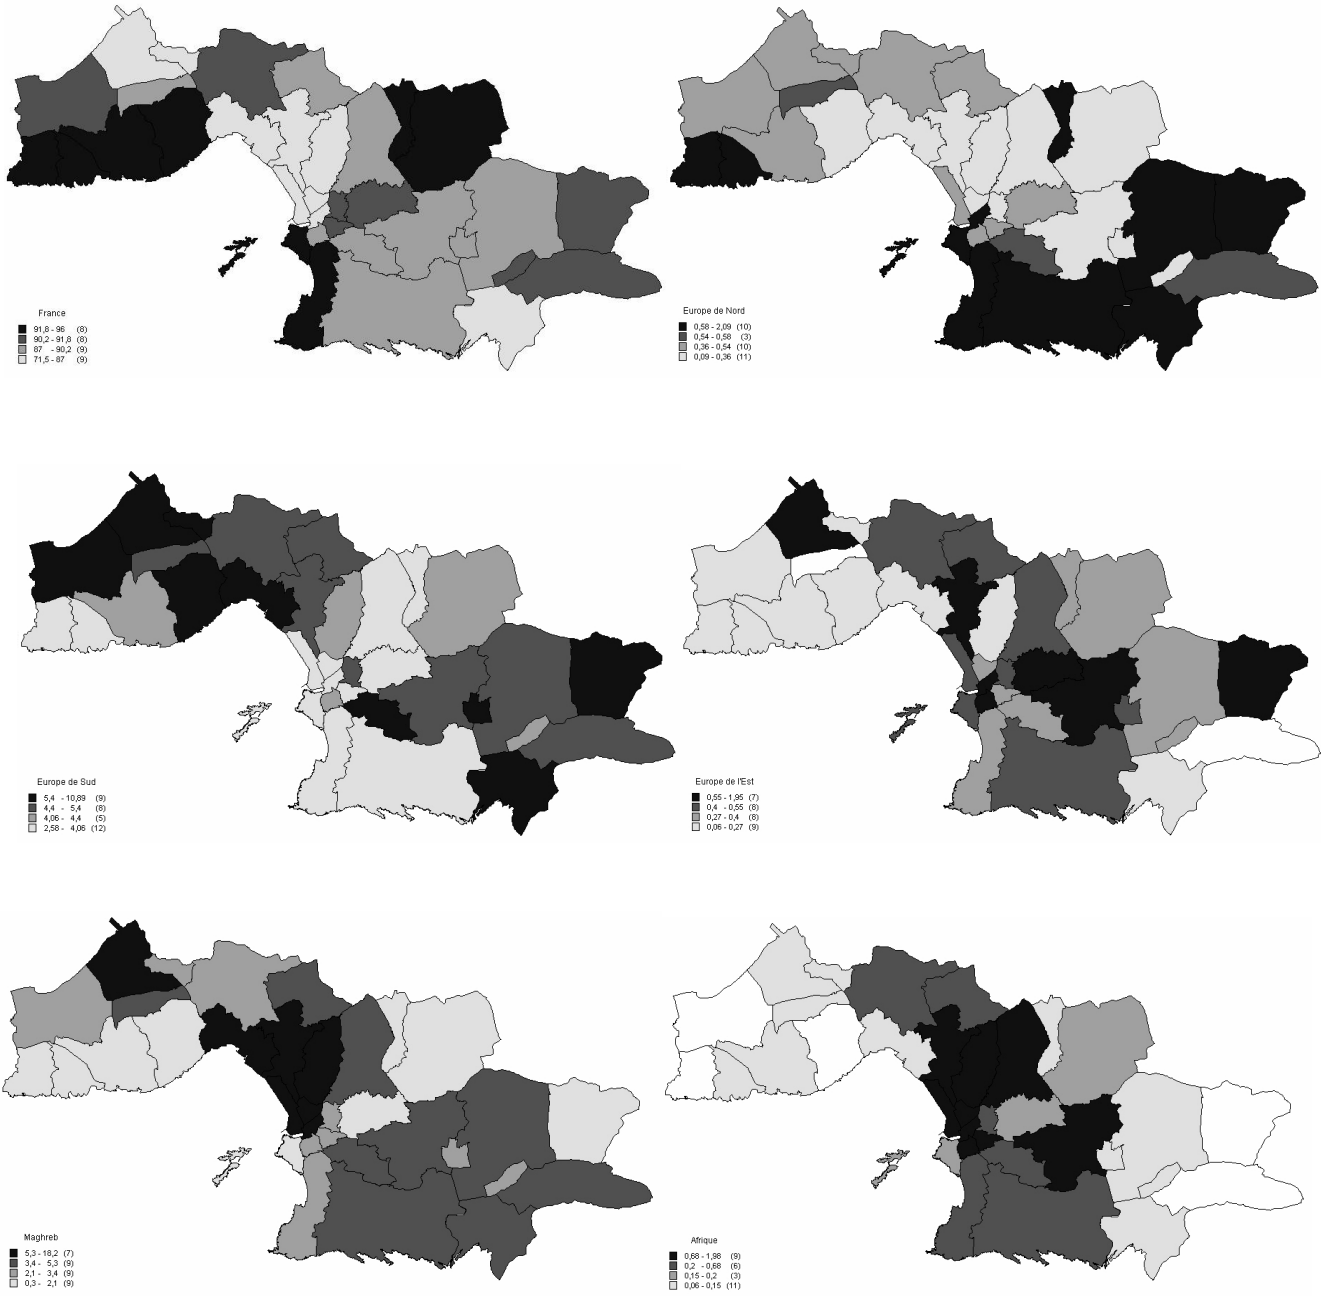 France
91,8 - 96 (8)
90,2 - 91,8 (8)
87 - 90,2 (9)
71,5 - 87 (9)
Europe de Nord
0,58 - 2,09 (10)
0,54 - 0,58 (3)
0,36 - 0,54 (10)
0,09 - 0,36 (11)
Europe de Sud
5,4 - 10,89 (9)
4,4 - 5,4 (8)
4,06 - 4,4 (5)
2,58 - 4,06 (12)
Europe de l'Est
0,55 - 1,95 (7)
0,4 - 0,55 (8)
0,27 - 0,4 (8)
0,06 - 0,27 (9)
Maghreb
5,3 - 18,2 (7)
3,4 - 5,3 (9)
2,1 - 3,4 (9)
0,3 - 2,1 (9)
Afrique
0,68 - 1,98 (9)
0,2 - 0,68 (6)
0,15 - 0,2 (3)
0,06 - 0,15 (11)